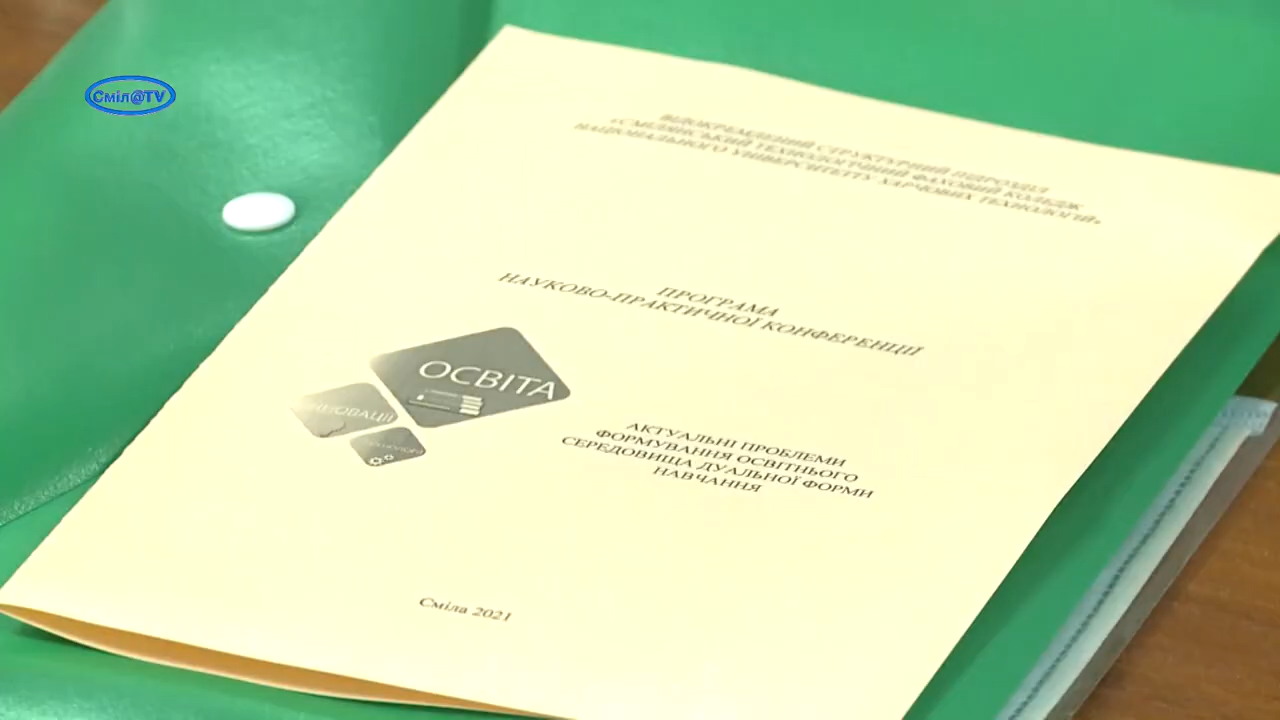 Сміл@TV
ВІДОКРЕМЛЕНИЙ СТРУКТУРНИЙ ПІДРОЗДІЛ
«СМІЛЯНСЬКИЙ ТЕХНОЛОГІЧНИЙ ФАХОВИЙ КОЛЕДЖ
НАЦІОНАЛЬНОГО УНІВЕРСИТЕТУ ХАРЧОВИХ ТЕХНОЛОГІЙ»
ПРОГРАМА
НАУКОВО-ПРАКТИЧНОЇ КОНФЕРЕНЦІЇ
ОСВІТА
ІННОВАЦІЇ
АКТУАЛЬНІ ПРОБЛЕМИ
ФОРМУВАННЯ ОСВІТНЬОГО
СЕРЕДОВИЩА ДУАЛЬНОЇ ФОРМИ
НАВЧАННЯ
Сміла 2021